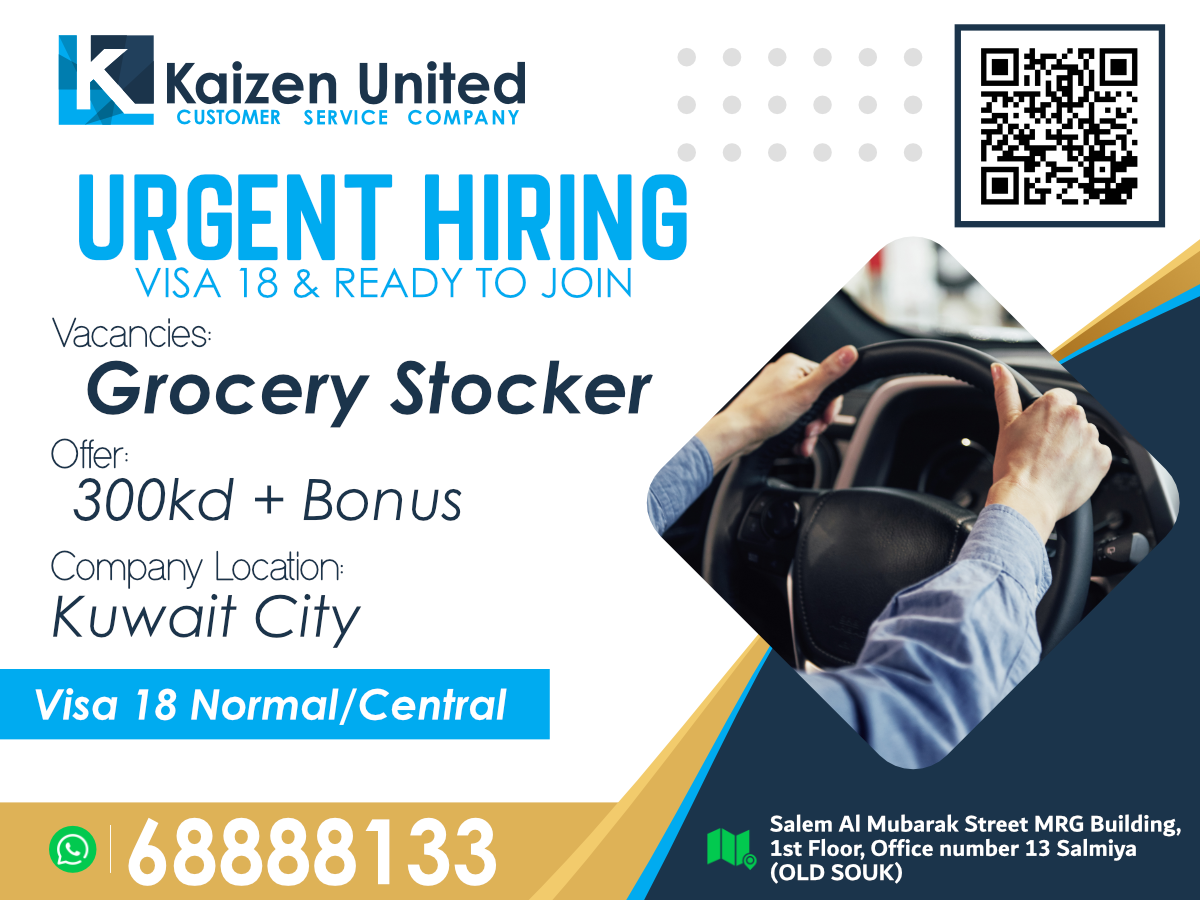 Kaizen United
CUSTOMER SERVICE COMPANY
URGENT HIRING
VISA 18 & READY TO JOIN
Vacancies:
Grocery Stocker
Offer:
300kd + Bonus
Company Location:
Kuwait City
Visa 18 Normal/Central
68888133
Salem Al Mubarak Street MRG Building,
1st Floor, Office number 13 Salmiya
(OLD SOUK)